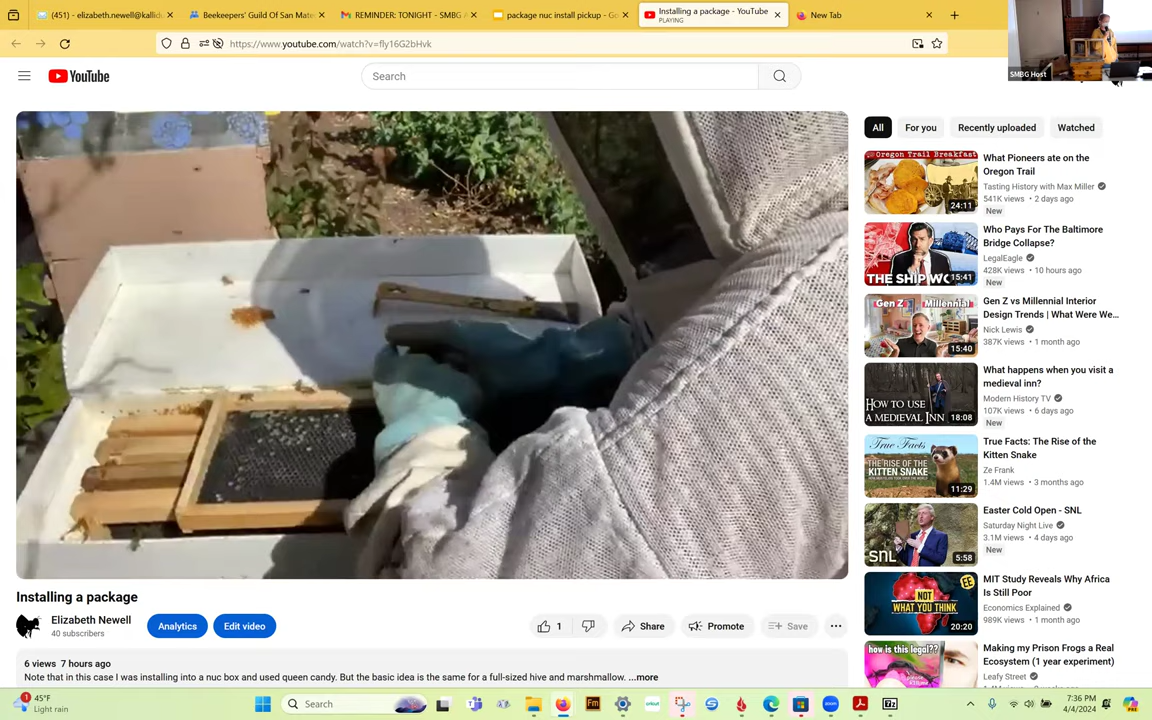 (451) - elizabeth.newell@kallid
Beekeepers' Guild Of San Mate
REMINDER: TONIGHT - SMBG A
package nuc install pickup - Go
Installing a package - YouTube
PLAYING
New Tab
https://www.youtube.com/watch?v=fly16G2bHvk
SMBG Host
YouTube
Search
All
For you
Recently uploaded
Watched
Oregon Trail Breakfast
24:11
What Pioneers ate on the
Oregon Trail
Tasting History with Max Miller
541K views • 2 days ago
New
THE SHIP WO
15:41
Who Pays For The Baltimore
Bridge Collapse?
LegalEagle
428K views • 10 hours ago
New
Gen Z
Millennial
15:40
Gen Z vs Millennial Interior
Design Trends | What Were We...
Nick Lewis
387K views • 1 month ago
HOW TO USE
A MEDIEVAL INN
18:08
What happens when you visit a
medieval inn?
Modern History TV
107K views • 6 days ago
New
True Facts
THE RISE OF THE
KITTEN SNAKE
11:29
True Facts: The Rise of the
Kitten Snake
Ze Frank
1.4M views • 3 months ago
SNL
5:58
Easter Cold Open - SNL
Saturday Night Live
3.1M views • 4 days ago
New
EE
NOT
WHAT YOU THINK
20:20
MIT Study Reveals Why Africa
Is Still Poor
Economics Explained
989K views • 1 month ago
how is this legal??
Making my Prison Frogs a Real
Ecosystem (1 year experiment)
Leafy Street
Installing a package
Elizabeth Newell
40 subscribers
Analytics
Edit video
1
Share
Promote
Save
6 views 7 hours ago
Note that in this case I was installing into a nuc box and used queen candy. But the basic idea is the same for a full-sized hive and marshmallow. ...more
1
45°F
Light rain
Search
Fm
cricut
zoom
7z
7:36 PM
4/4/2024